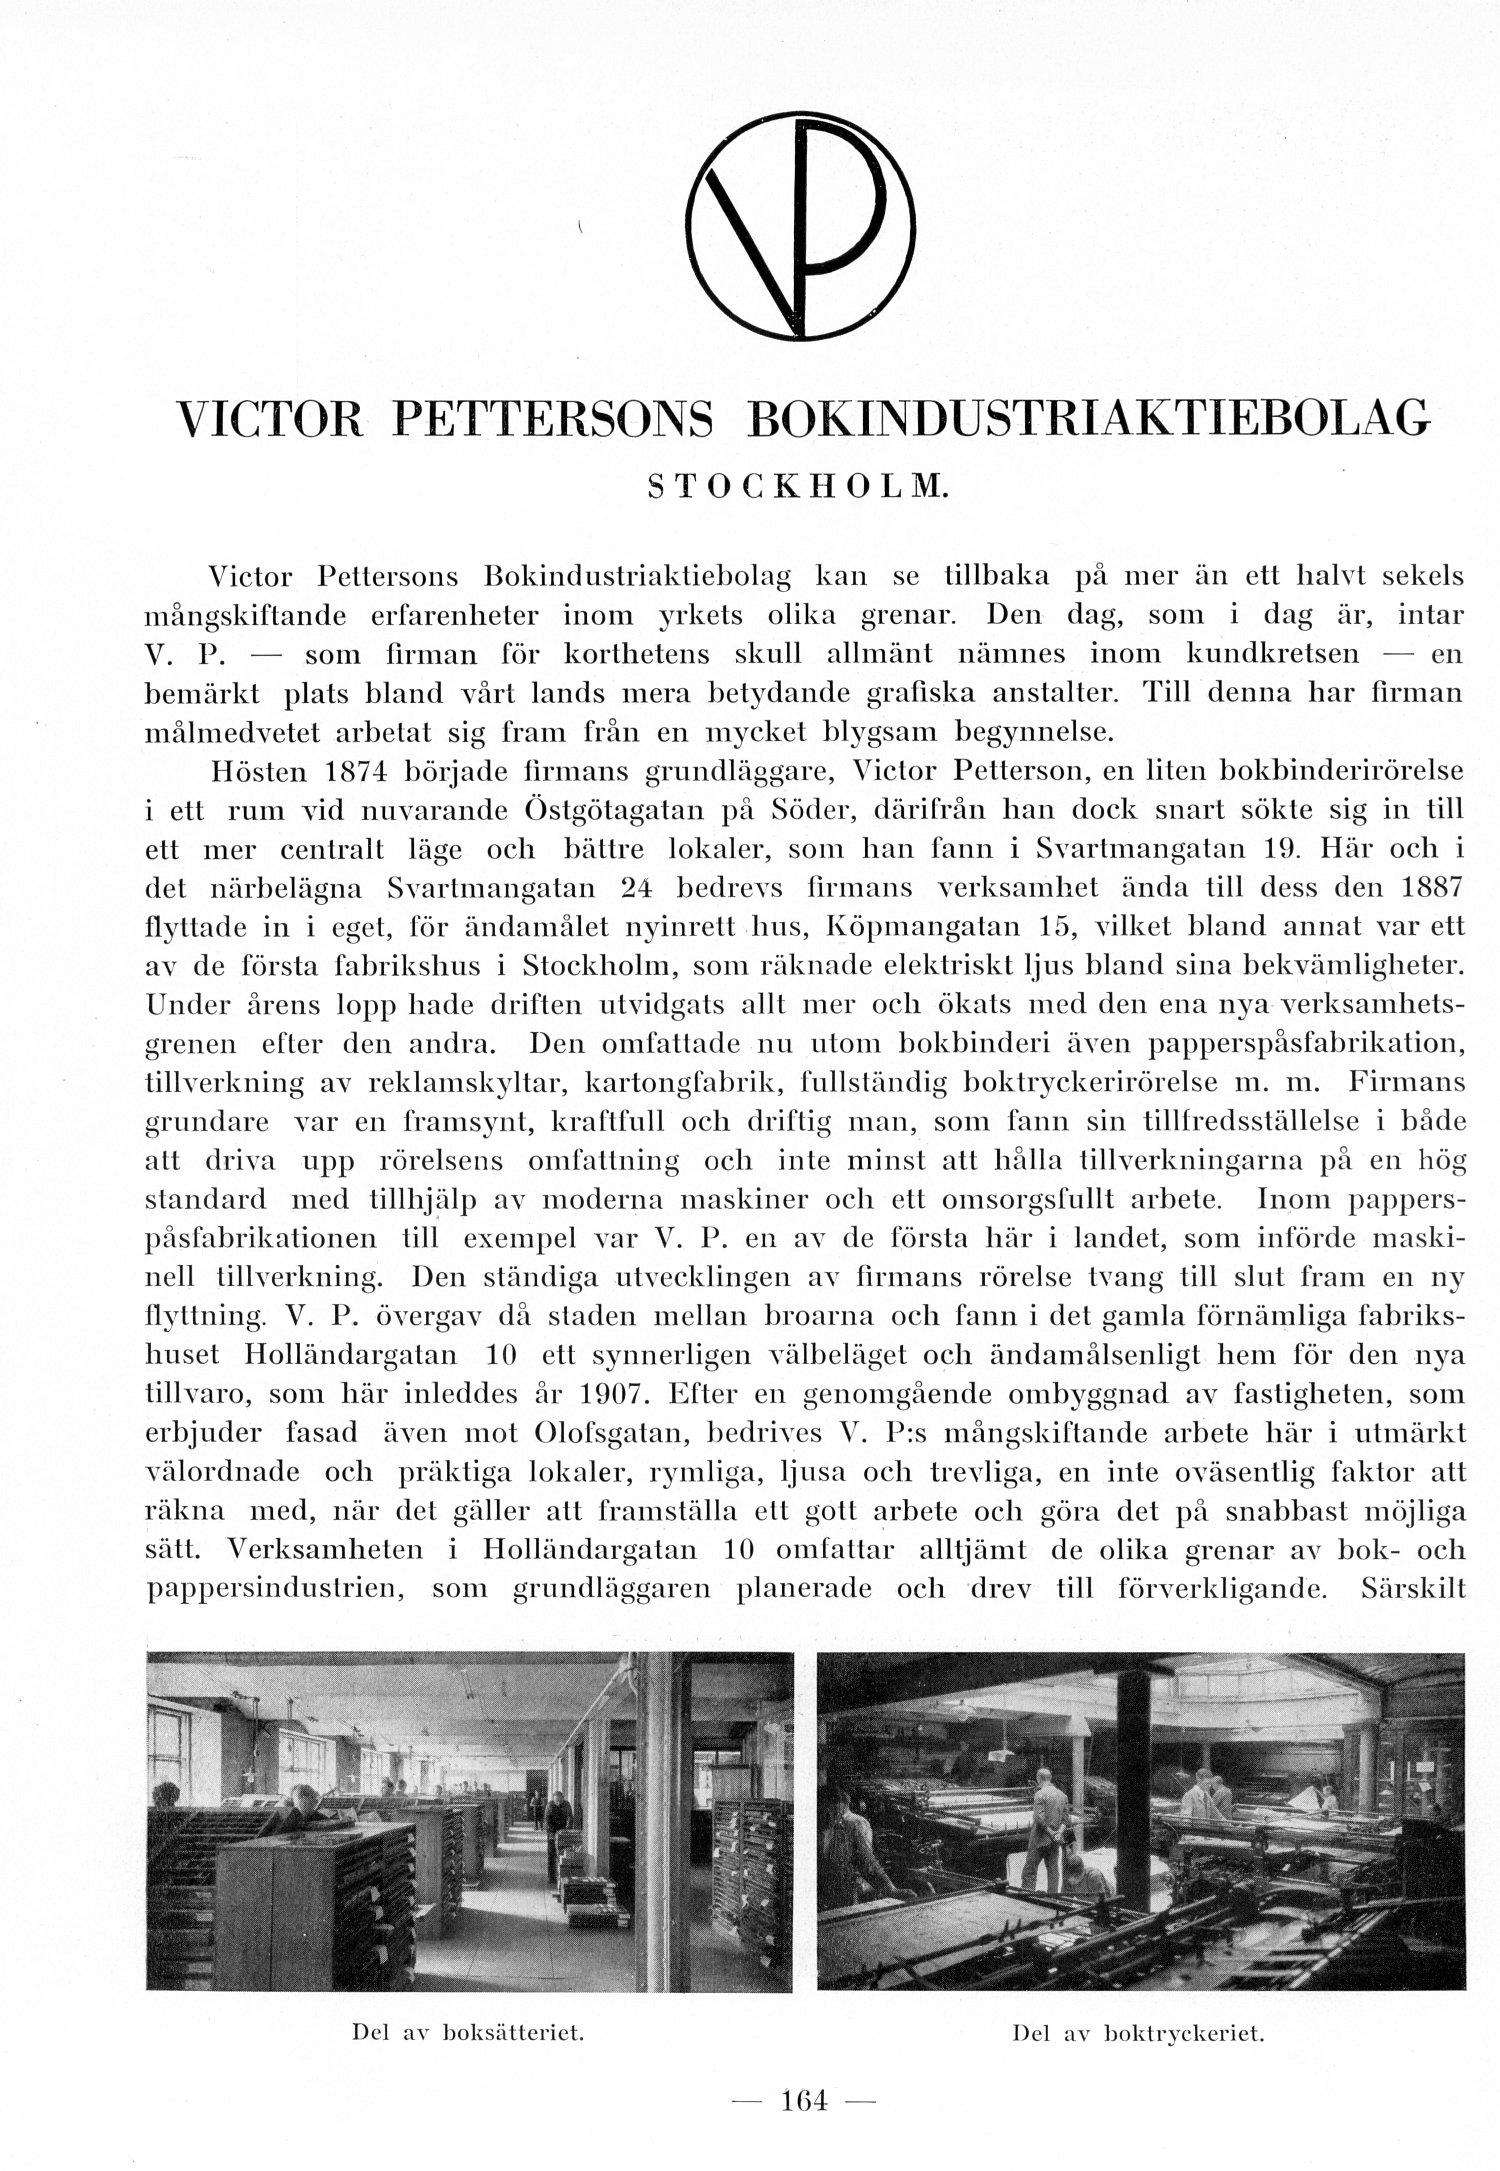 VP
VICTOR PETTERSONS BOKINDUSTRIAKTIEBOLAG
STOCKHOLM.
Victor Pettersons Bokindustriaktiebolag kan se tillbaka på mer än ett halvt sekels
mångskiftande erfarenheter inom yrkets olika grenar. Den dag, som i dag är, intar
V. P. — som firman för korthetens skull allmänt nämnes inom kundkretsen — en
bemärkt plats bland vårt lands mera betydande grafiska anstalter. Till denna har firman
målmedvetet arbetat sig fram från en mycket blygsam begynnelse.
Hösten 1874 började firmans grundläggare, Victor Petterson, en liten bokbinderirörelse
i ett rum vid nuvarande Östgötagatan på Söder, därifrån han dock snart sökte sig in till
ett mer centralt läge och bättre lokaler, som han fann i Svartmangatan 19. Här och i
det närbelägna Svartmangatan 24 bedrevs firmans verksamhet ända till dess den 1887
flyttade in i eget, för ändamålet nyinrett hus, Köpmangatan 15, vilket bland annat var ett
av de första fabrikshus i Stockholm, som räknade elektriskt ljus bland sina bekvämligheter.
Under årens lopp hade driften utvidgats allt mer och ökats med den ena nya verksamhets-
grenen efter den andra. Den omfattade nu utom bokbinderi även papperspåsfabrikation,
tillverkning av reklamskyltar, kartongfabrik, fullständig boktryckerirörelse m. m. Firmans
grundare var en framsynt, kraftfull och driftig man, som fann sin tillfredsställelse i både
att driva upp rörelsens omfattning och inte minst att hålla tillverkningarna på en hög
standard med tillhjälp av moderna maskiner och ett omsorgsfullt arbete. Inom pappers-
påsfabrikationen till exempel var V. P. en av de första här i landet, som införde maski-
nell tillverkning. Den ständiga utvecklingen av firmans rörelse tvang till slut fram en ny
flyttning. V. P. övergav då staden mellan broarna och fann i det gamla förnämliga fabriks-
huset Holländargatan 10 ett synnerligen välbeläget och ändamålsenligt hem för den nya
tillvaro, som här inleddes år 1907. Efter en genomgående ombyggnad av fastigheten, som
erbjuder fasad även mot Olofsgatan, bedrives V. P:s mångskiftande arbete här i utmärkt
välordnade och präktiga lokaler, rymliga, ljusa och trevliga, en inte oväsentlig faktor att
räkna med, när det gäller att framställa ett gott arbete och göra det på snabbast möjliga
sätt. Verksamheten i Holländargatan 10 omfattar alltjämt de olika grenar av bok- och
pappersindustrien, som grundläggaren planerade och drev till förverkligande. Särskilt
Del av boksätteriet.
Del av boktryckeriet.
— 164 —